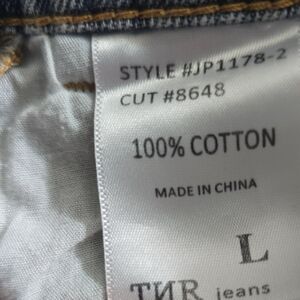 STYLE #JP1178-2
CUT #8648
100% COTTON
MADE IN CHINA
L
TИR jeans